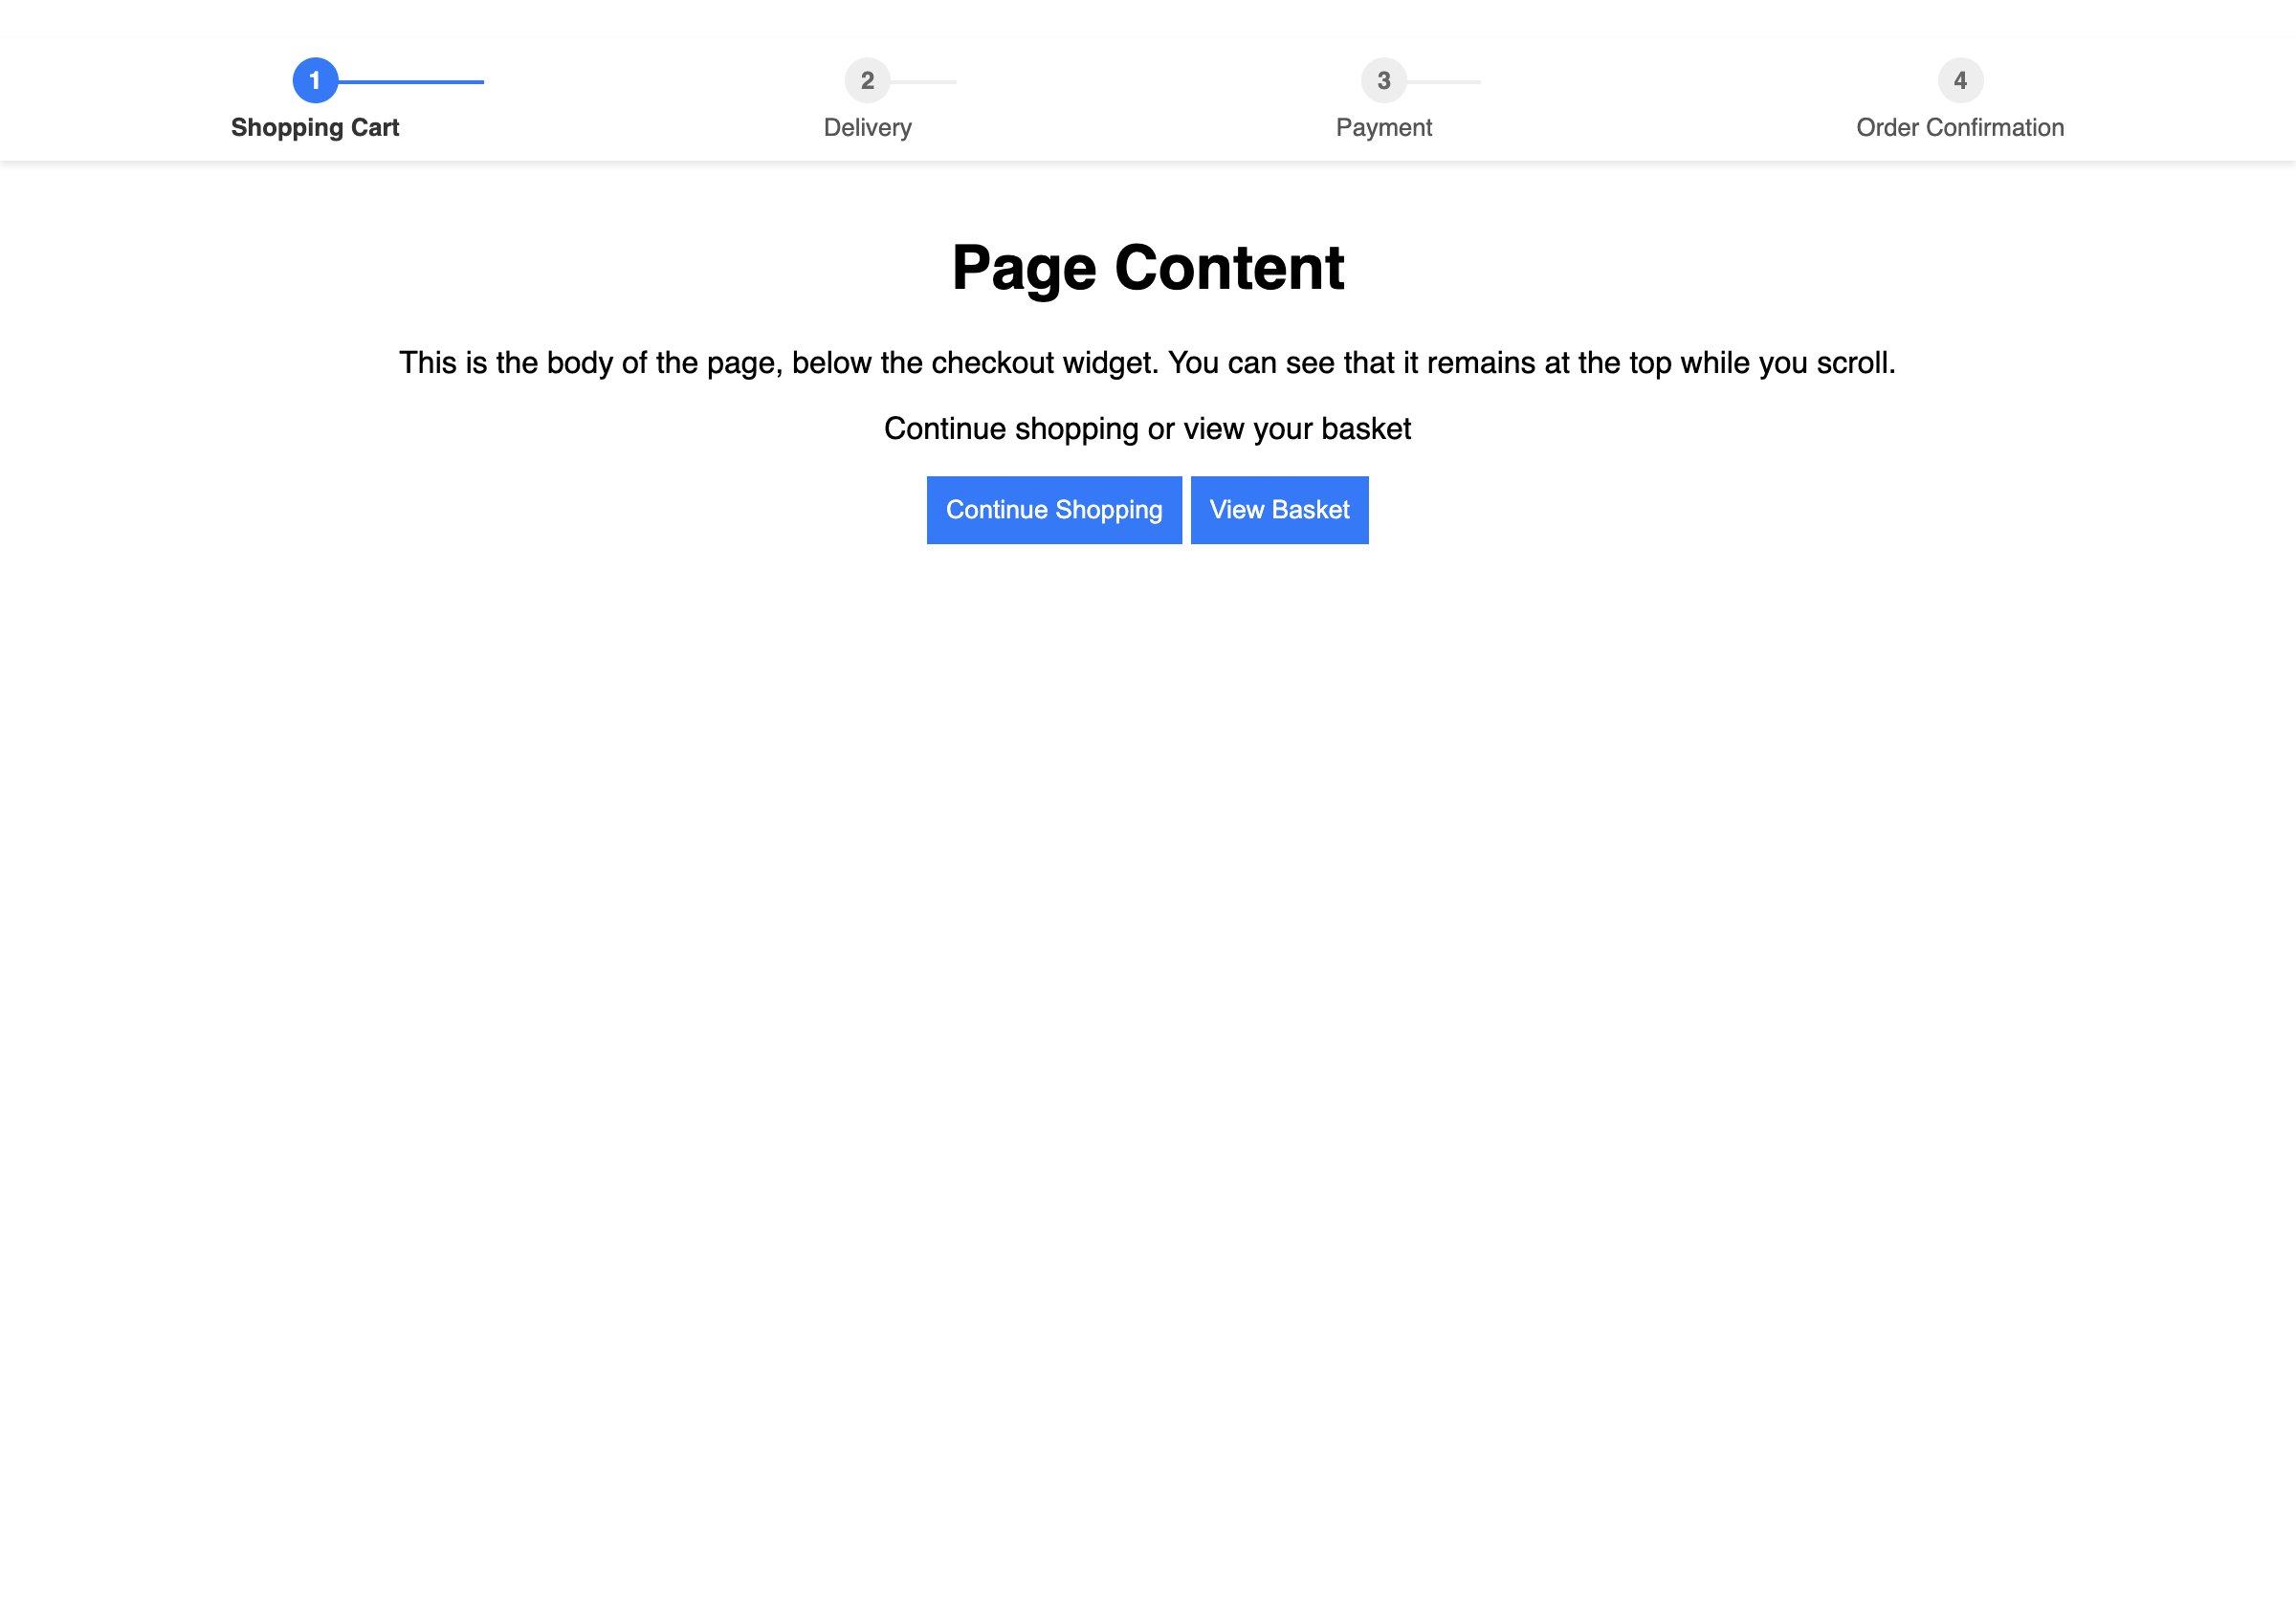 1 2 3 4
Shopping Cart Delivery Payment Order Confirmation
Page Content
This is the body of the page, below the checkout widget. You can see that it remains at the top while you scroll.
Continue shopping or view your basket
Continue Shopping View Basket